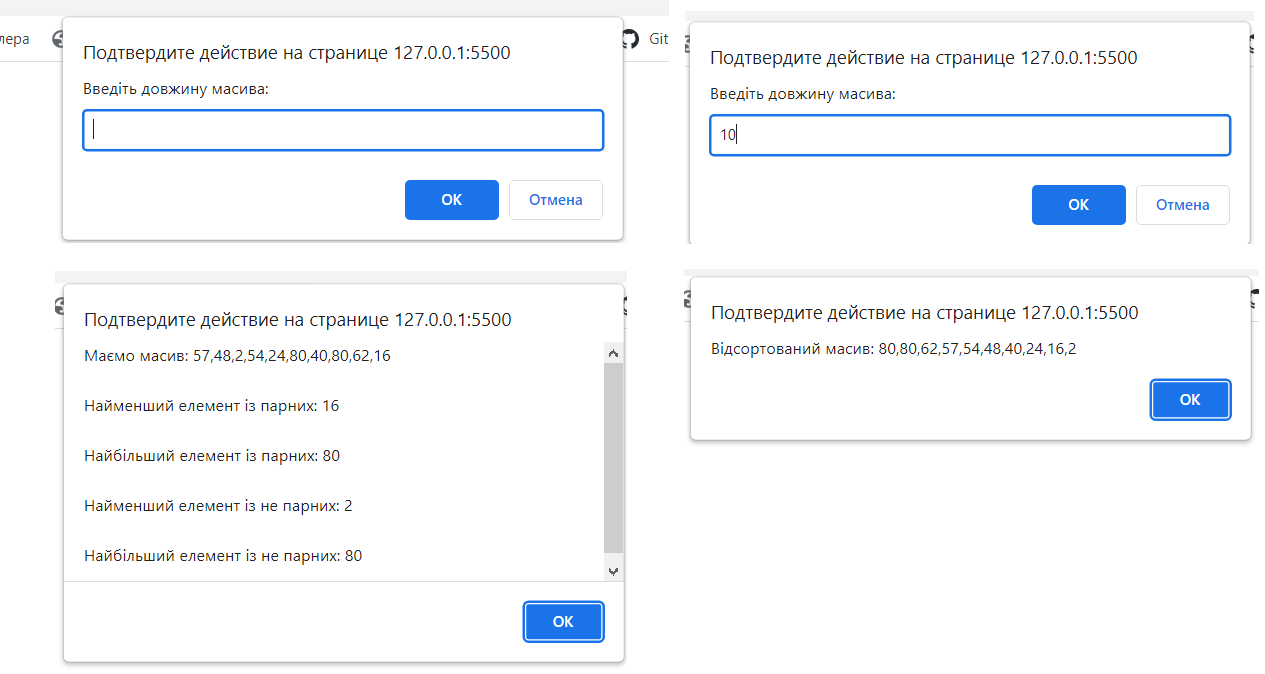 лера
Git
Подтвердите действие на странице 127.0.0.1:5500
Введіть довжину масива:
ОК
Отмена
Подтвердите действие на странице 127.0.0.1:5500
Введіть довжину масива:
10
ОК
Отмена
Подтвердите действие на странице 127.0.0.1:5500
Маємо масив: 57,48,2,54,24,80,40,80,62,16
Найменший елемент із парних: 16
Найбільший елемент із парних: 80
Найменший елемент із не парних: 2
Найбільший елемент із не парних: 80
ОК
Подтвердите действие на странице 127.0.0.1:5500
Відсортований масив: 80,80,62,57,54,48,40,24,16,2
ОК